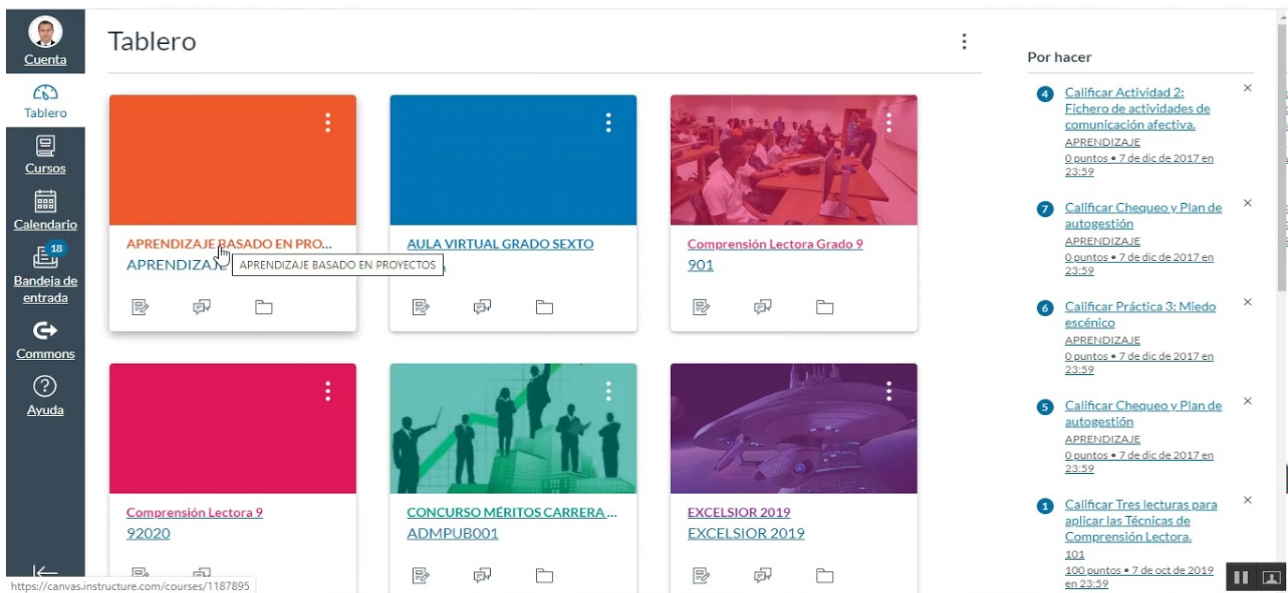 Cuenta
Tablero
Cursos
Calendario
18
Bandeja de
entrada
Commons
Ayuda
Tablero
APRENDIZAJE BASADO EN PRO...
APRENDIZAJE
APRENDIZAJE BASADO EN PROYECTOS
AULA VIRTUAL GRADO SEXTO
Comprensión Lectora Grado 9
901
Comprensión Lectora 9
92020
CONCURSO MÉRITOS CARRERA ...
ADMPUB001
EXCELSIOR 2019
EXCELSIOR 2019
Por hacer
4
Calificar Actividad 2:
Fichero de actividades de
comunicación afectiva.
APRENDIZAJE
0 puntos • 7 de dic de 2017 en
23:59
7
Calificar Chequeo y Plan de
autogestión
APRENDIZAJE
0 puntos • 7 de dic de 2017 en
23:59
6
Calificar Práctica 3: Miedo
escénico
APRENDIZAJE
0 puntos • 7 de dic de 2017 en
23:59
5
Calificar Chequeo y Plan de
autogestión
APRENDIZAJE
0 puntos • 7 de dic de 2017 en
23:59
1
Calificar Tres lecturas para
aplicar las Técnicas de
Comprensión Lectora.
101
100 puntos • 7 de oct de 2019
en 23:59
https://canvas.instructure.com/courses/1187895